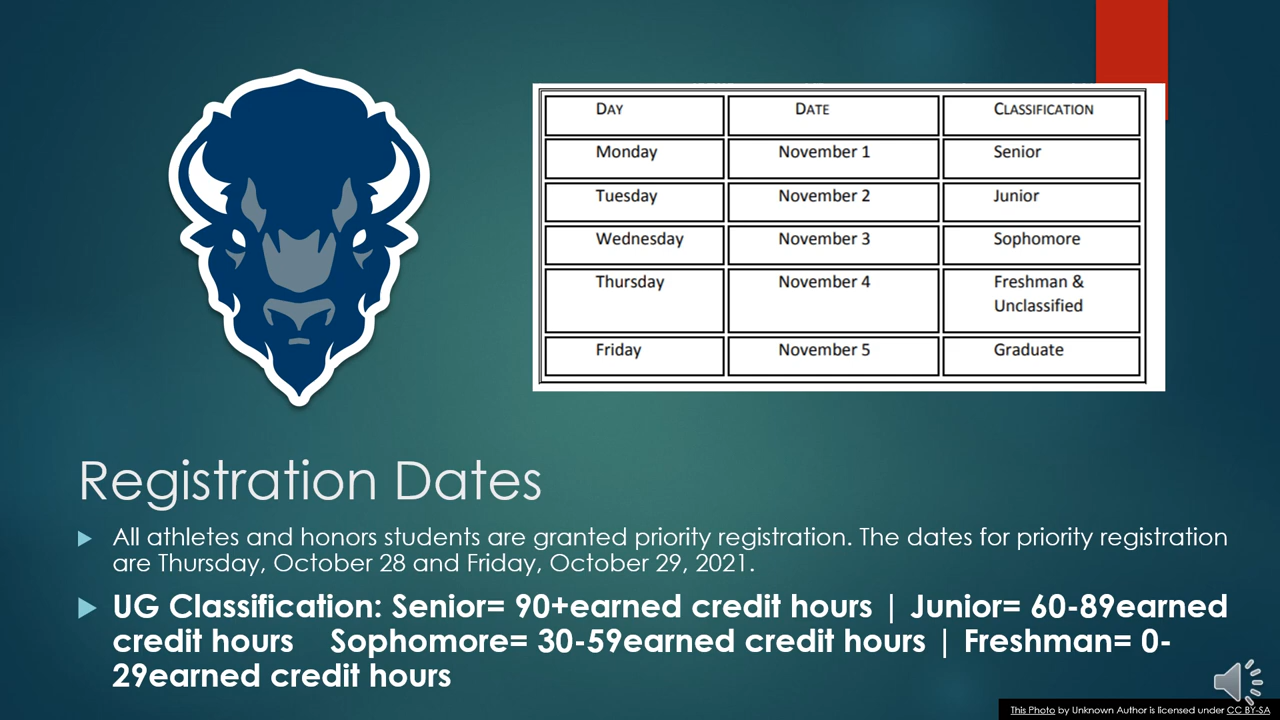 DAY DATE CLASSIFICATION
Monday November 1 Senior
Tuesday November 2 Junior
Wednesday November 3 Sophomore
Thursday November 4 Freshman &
Unclassified
Friday November 5 Graduate
Registration Dates
All athletes and honors students are granted priority registration. The dates for priority registration
are Thursday, October 28 and Friday, October 29, 2021.
UG Classification: Senior= 90+earned credit hours | Junior= 60-89earned
credit hours Sophomore= 30-59earned credit hours | Freshman= 0-
29earned credit hours
This Photo by Unknown Author is licensed under CC BY-SA